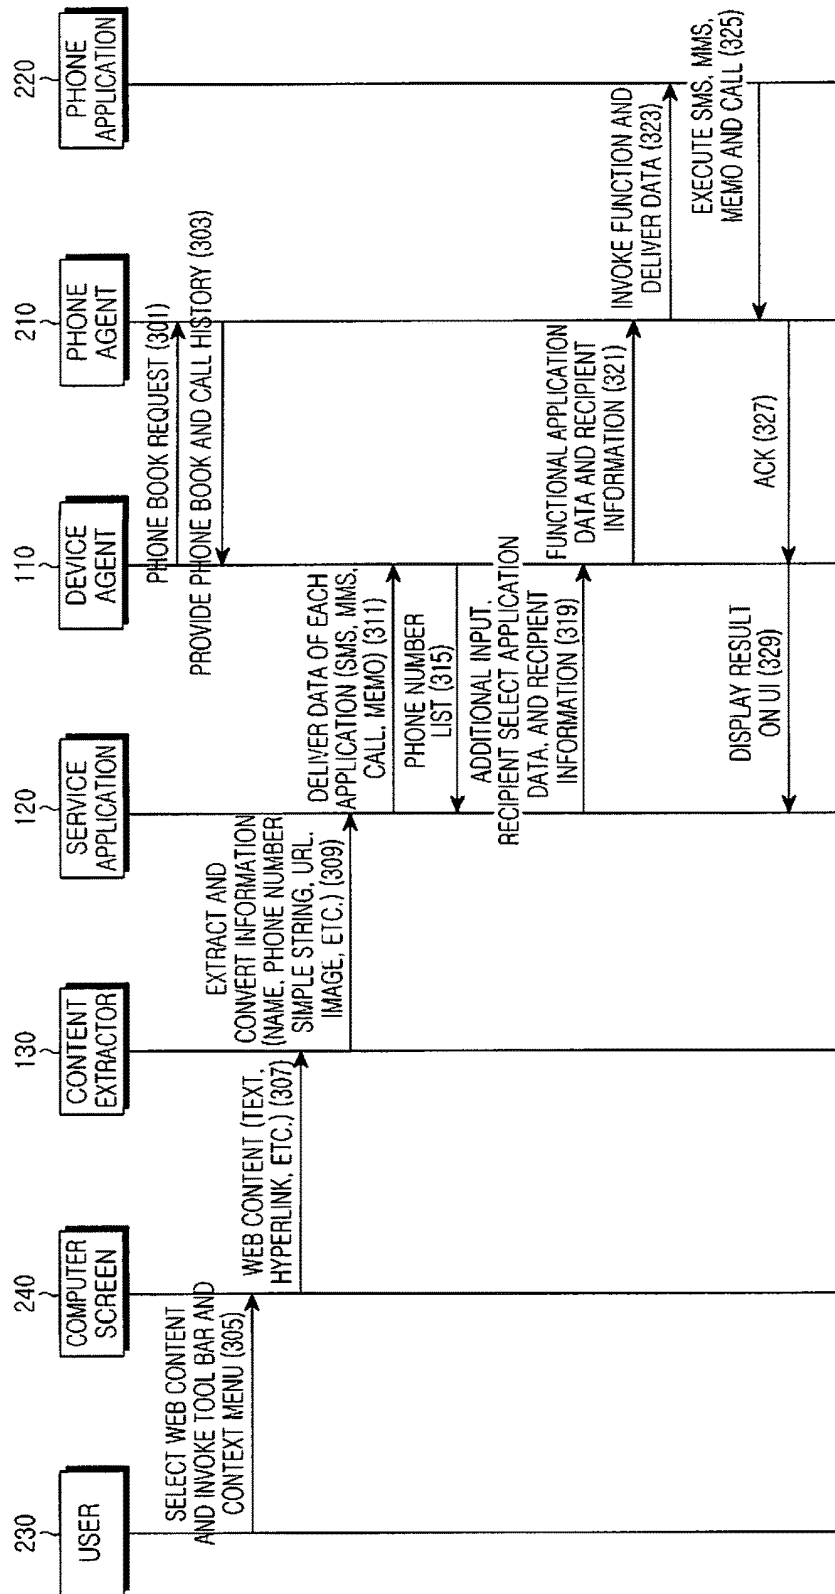 230
USER
240
COMPUTER
SCREEN
130
CONTENT
EXTRACTOR
120
SERVICE
APPLICATION
110
DEVICE
AGENT
210
PHONE
AGENT
220
PHONE
APPLICATION
PHONE BOOK REQUEST (301)
PROVIDE PHONE BOOK AND CALL HISTORY (303)
SELECT WEB CONTENT
AND INVOKE TOOL BAR AND
CONTEXT MENU (305)
WEB CONTENT (TEXT,
HYPERLINK, ETC.) (307)
EXTRACT AND
CONVERT INFORMATION
(NAME, PHONE NUMBER
SIMPLE STRING, URL.
IMAGE, ETC.) (309)
DELIVER DATA OF EACH
APPLICATION (SMS, MMS,
CALL, MEMO) (311)
PHONE NUMBER
LIST (315)
ADDITIONAL INPUT,
RECIPIENT SELECT APPLICATION
DATA, AND RECIPIENT
INFORMATION (319)
FUNCTIONAL APPLICATION
DATA AND RECIPIENT
INFORMATION (321)
INVOKE FUNCTION AND
DELIVER DATA (323)
EXECUTE SMS, MMS,
MEMO AND CALL (325)
ACK (327)
DISPLAY RESULT
ON UI (329)